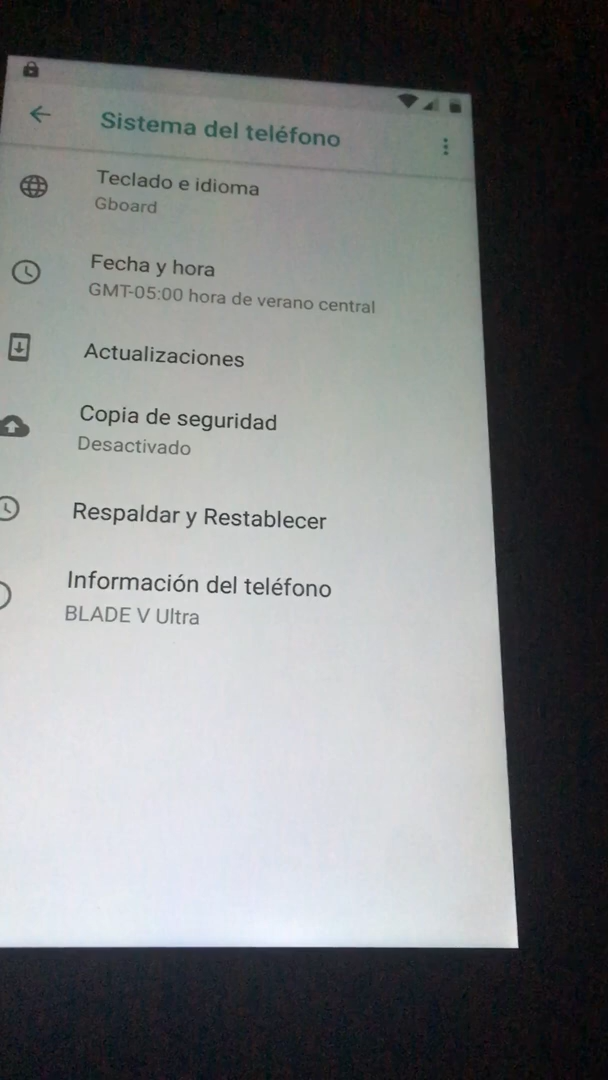 Sistema del teléfono
Teclado e idioma
Gboard
Fecha y hora
GMT-05:00 hora de verano central
Actualizaciones
Copia de seguridad
Desactivado
Respaldar y Restablecer
Información del teléfono
BLADE V Ultra